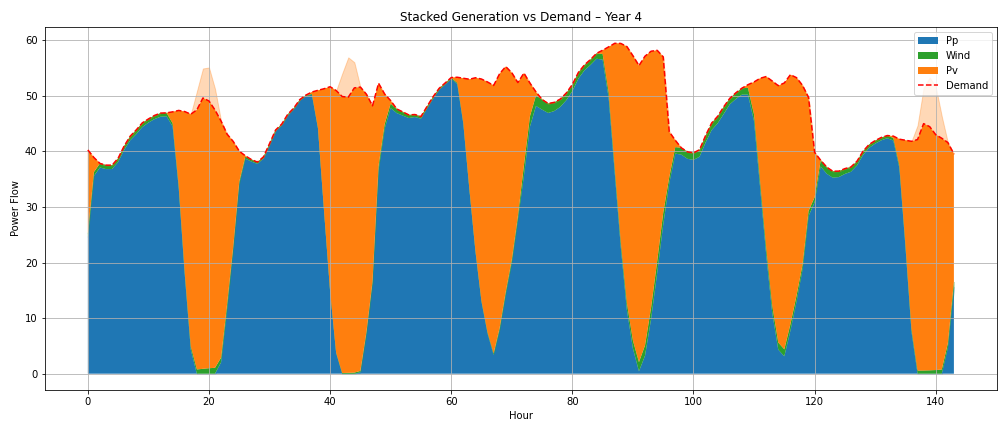 Stacked Generation vs Demand – Year 4
Pp
Wind
Pv
Demand
Power Flow
60
50
40
30
20
10
0
0 20 40 60 80 100 120 140
Hour